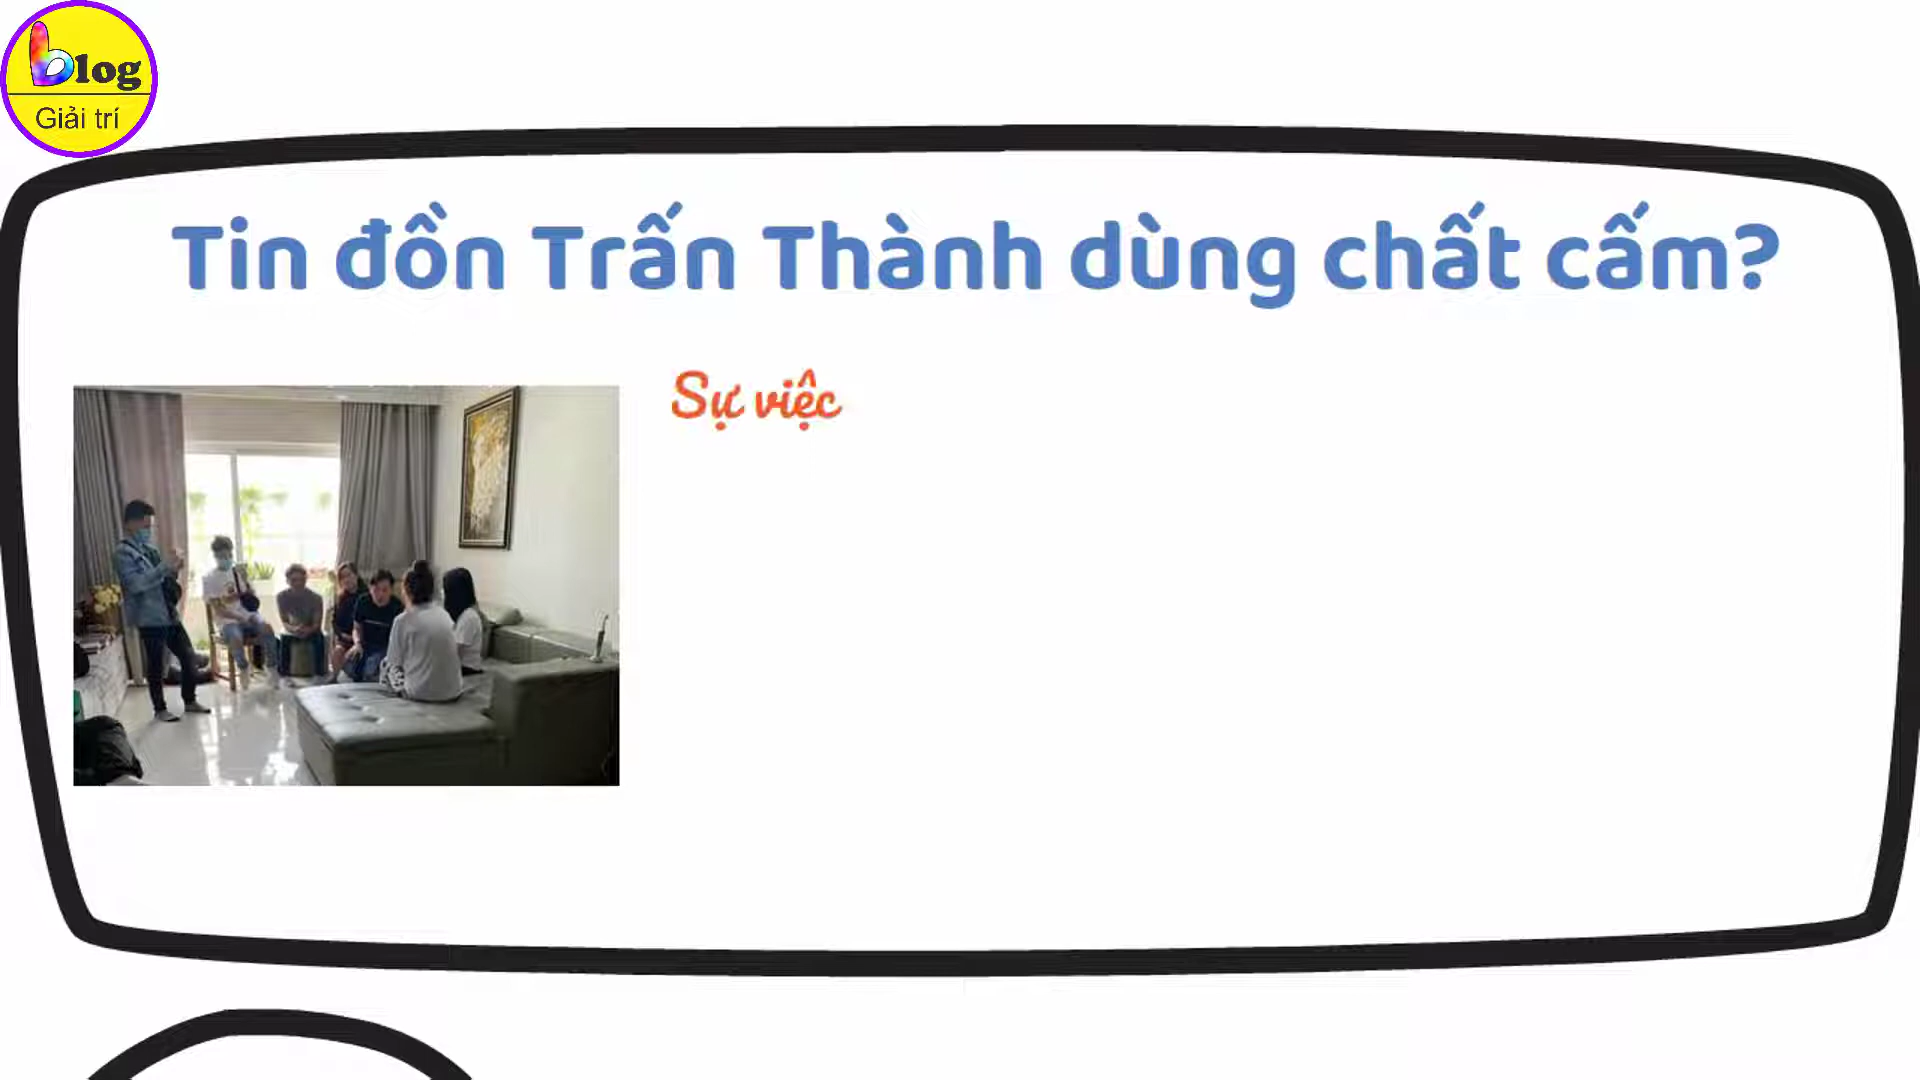 blog
Giải trí
Tin đồn Trấn Thành dùng chất cấm?
Sự việc